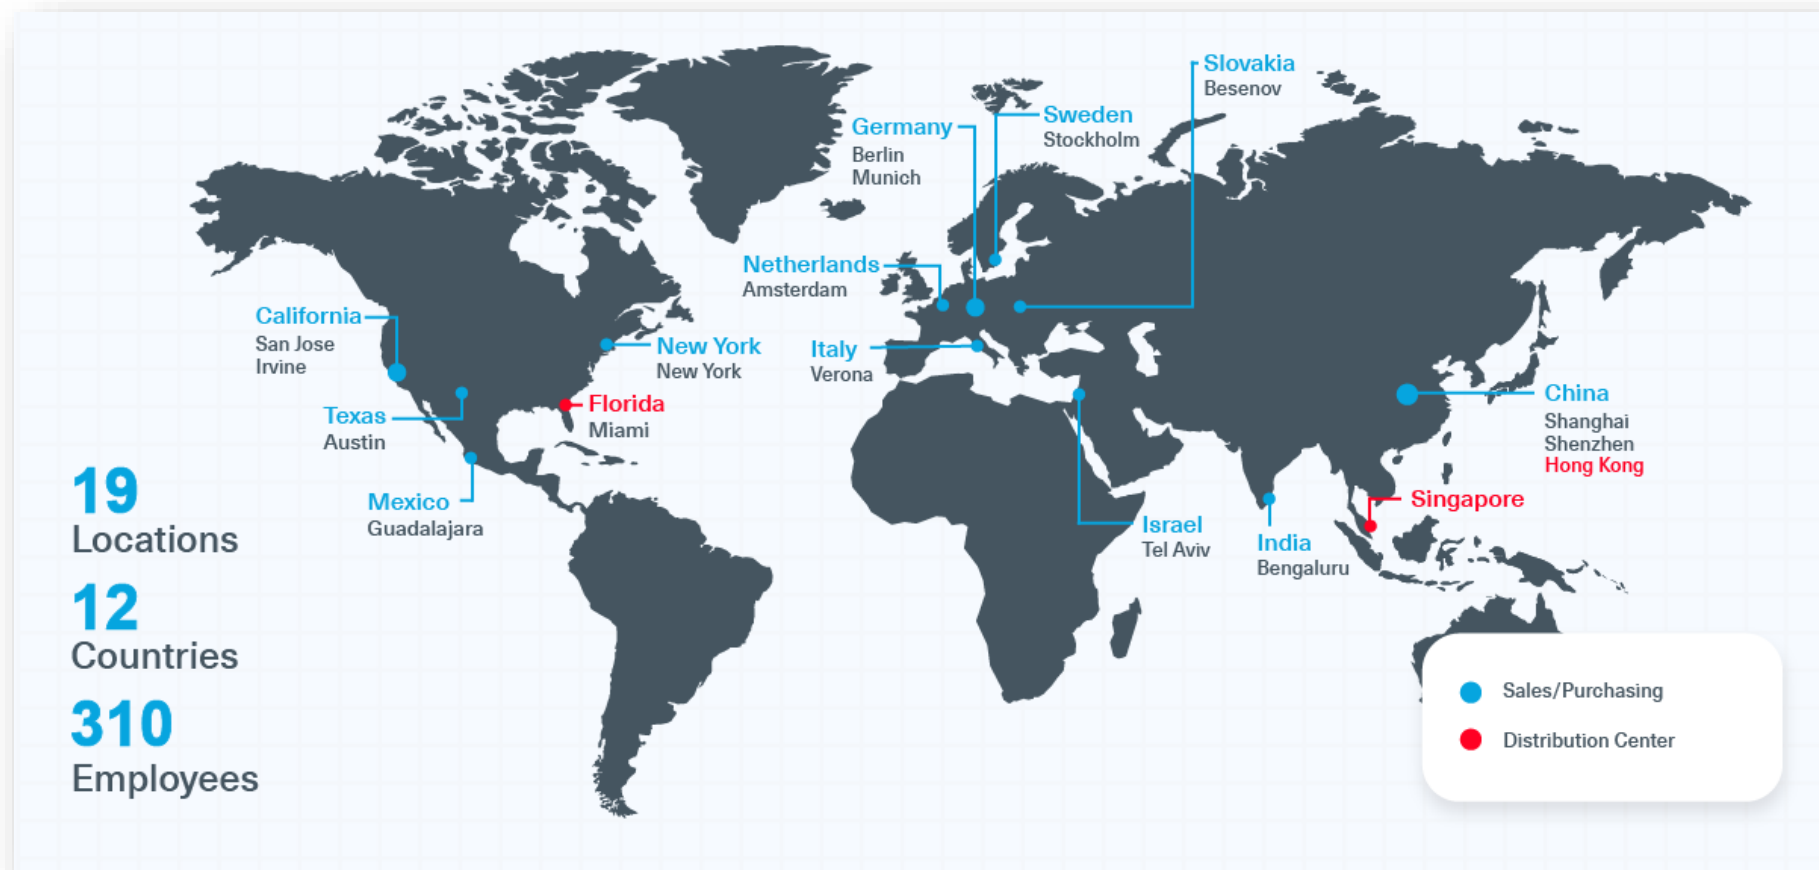 Slovakia
Besenov
Sweden
Stockholm
Germany
Berlin
Munich
Netherlands
Amsterdam
California
San Jose
Irvine
New York
New York
Italy
Verona
Texas
Austin
Florida
Miami
China
Shanghai
Shenzhen
Hong Kong
Mexico
Guadalajara
Singapore
Israel
Tel Aviv
India
Bengaluru
19
Locations
12
Countries
310
Employees
Sales/Purchasing
Distribution Center